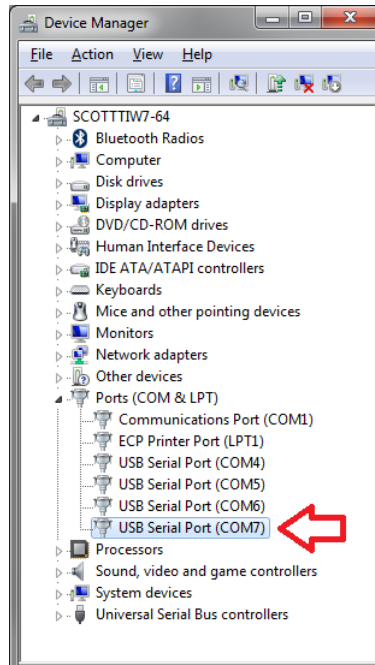 Device Manager
File Action View Help
SCOTTTIW7-64
Bluetooth Radios
Computer
Disk drives
Display adapters
DVD/CD-ROM drives
Human Interface Devices
IDE ATA/ATAPI controllers
Keyboards
Mice and other pointing devices
Monitors
Network adapters
Other devices
Ports (COM & LPT)
Communications Port (COM1)
ECP Printer Port (LPT1)
USB Serial Port (COM4)
USB Serial Port (COM5)
USB Serial Port (COM6)
USB Serial Port (COM7)
Processors
Sound, video and game controllers
System devices
Universal Serial Bus controllers